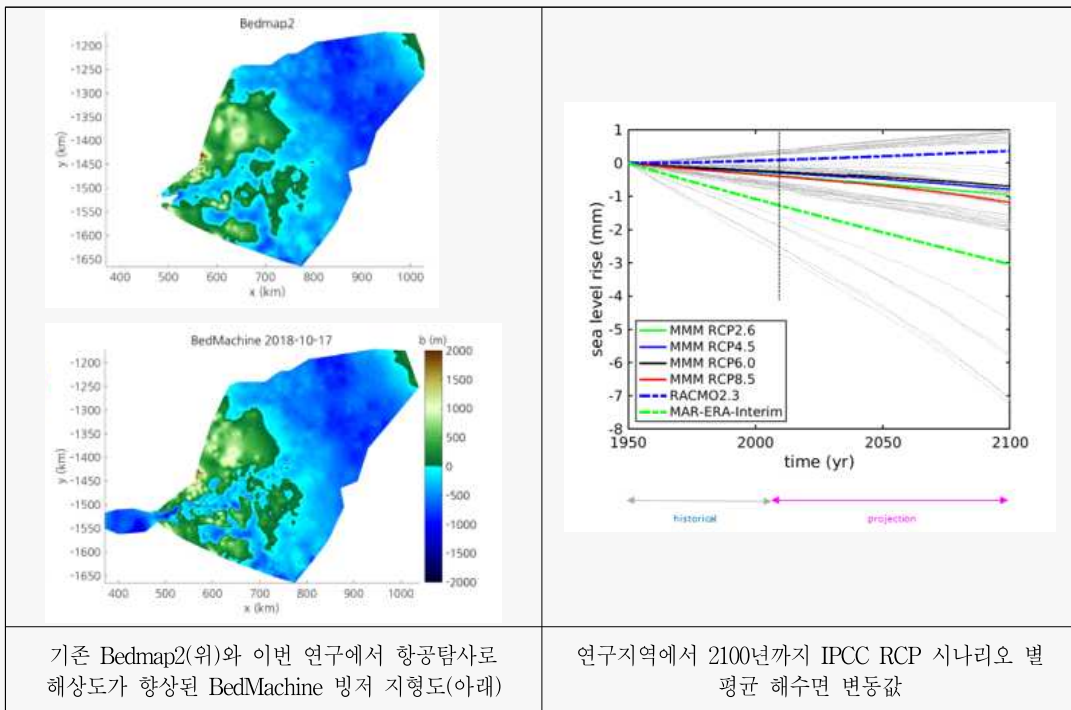 Bedmap2
-1200
-1250
-1300
-1350
-1400
-1450
-1500
-1550
-1600
-1650
y (km)
400 500 600 700 800 900 1000
x (km)
BedMachine 2018-10-17
b (m)
-1200
-1250
-1300
-1350
-1400
-1450
-1500
-1550
-1600
-1650
y (km)
400 500 600 700 800 900 1000
x (km)
2000
1500
1000
500
0
-500
-1000
-1500
-2000
기존 Bedmap2(위)와 이번 연구에서 항공탐사로
해상도가 향상된 BedMachine 빙저 지형도(아래)
1
0
-1
-2
-3
-4
-5
-6
-7
-8
sea level rise (mm)
MMM RCP2.6
MMM RCP4.5
MMM RCP6.0
MMM RCP8.5
RACMO2.3
MAR-ERA-Interim
1950 2000 2050 2100
time (yr)
historical projection
연구지역에서 2100년까지 IPCC RCP 시나리오 별
평균 해수면 변동값